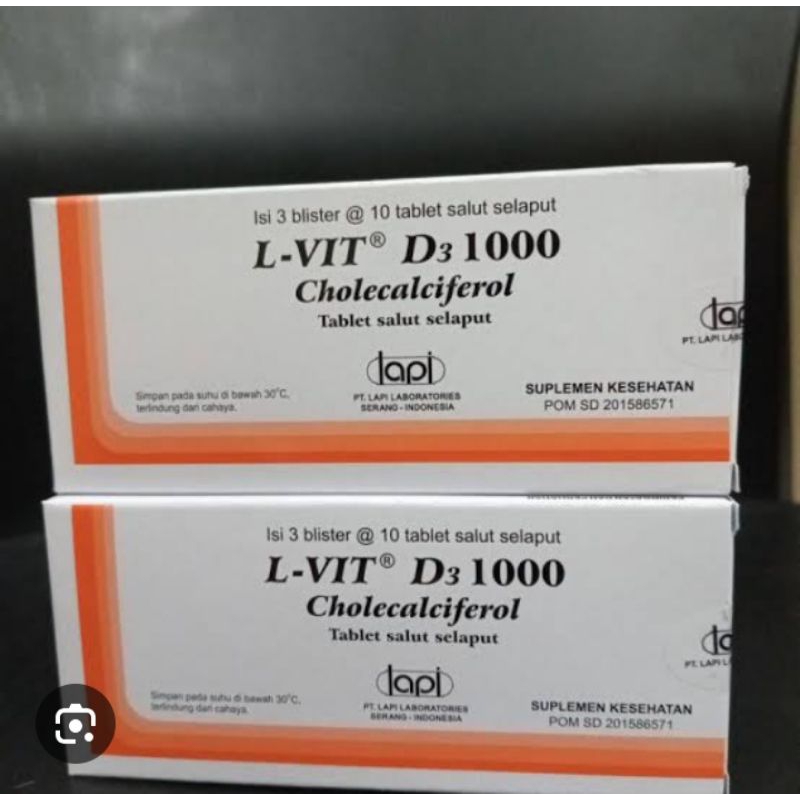 Isi 3 blister @ 10 tablet salut selaput
L-VIT® D3 1000
Cholecalciferol
Tablet salut selaput
lapi
PT. LAPI LABORATORIES
SERANG - INDONESIA
Simpan pada suhu di bawah 30°C,
terlindung dari cahaya.
SUPLEMEN KESEHATAN
POM SD 201586571
PT. LAPI
Isi 3 blister @ 10 tablet salut selaput
L-VIT® D3 1000
Cholecalciferol
Tablet salut selaput
lapi
PT. LAPI LABORATORIES
SERANG - INDONESIA
Simpan pada suhu di bawah 30°C,
terlindung dari cahaya.
SUPLEMEN KESEHATAN
POM SD 201586571
PT.